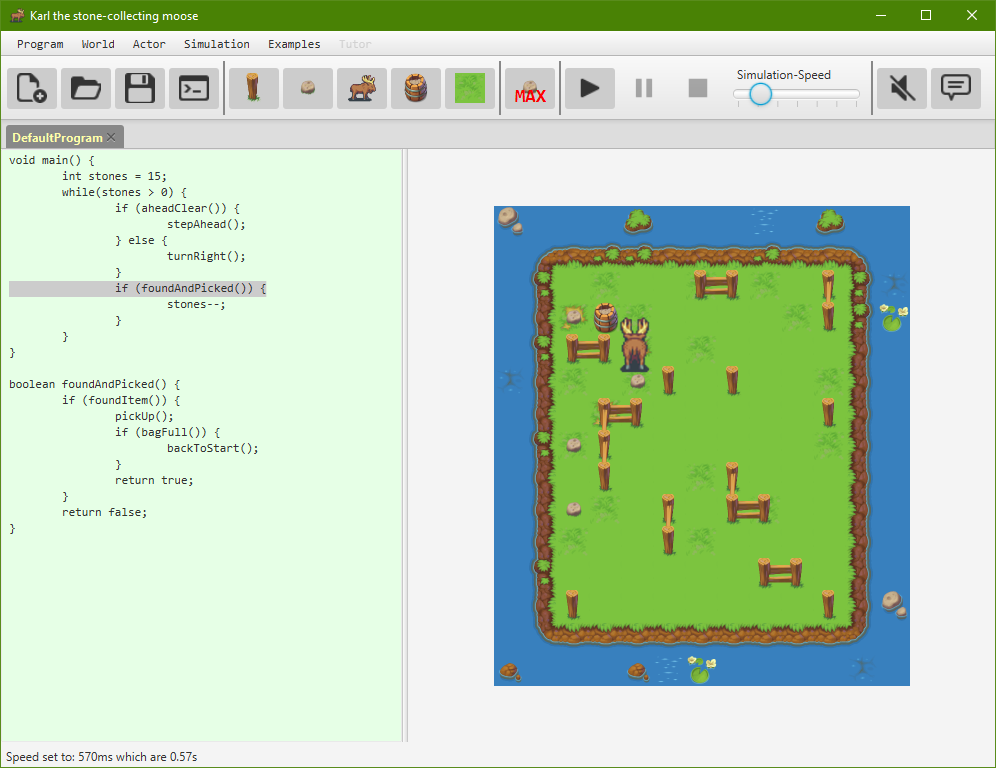 Karl the stone-collecting moose
Program World Actor Simulation Examples Tutor
MAX
Simulation-Speed
DefaultProgram
void main() {
int stones = 15;
while(stones > 0) {
if (aheadClear()) {
stepAhead();
} else {
turnRight();
}
if (foundAndPicked()) {
stones--;
}
}
}
boolean foundAndPicked() {
if (foundItem()) {
pickUp();
if (bagFull()) {
backToStart();
}
return true;
}
return false;
}
Speed set to: 570ms which are 0.57s